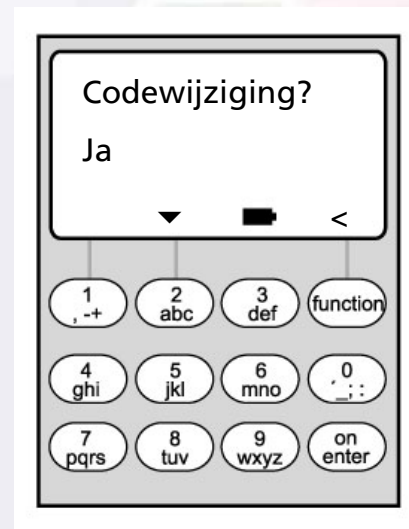 Codewijziging?
Ja
<
1 2 3 function
, -+ abc def
4 5 6 0
ghi jkl mno ´_; :
7 8 9 on
pqrs tuv wxyz enter